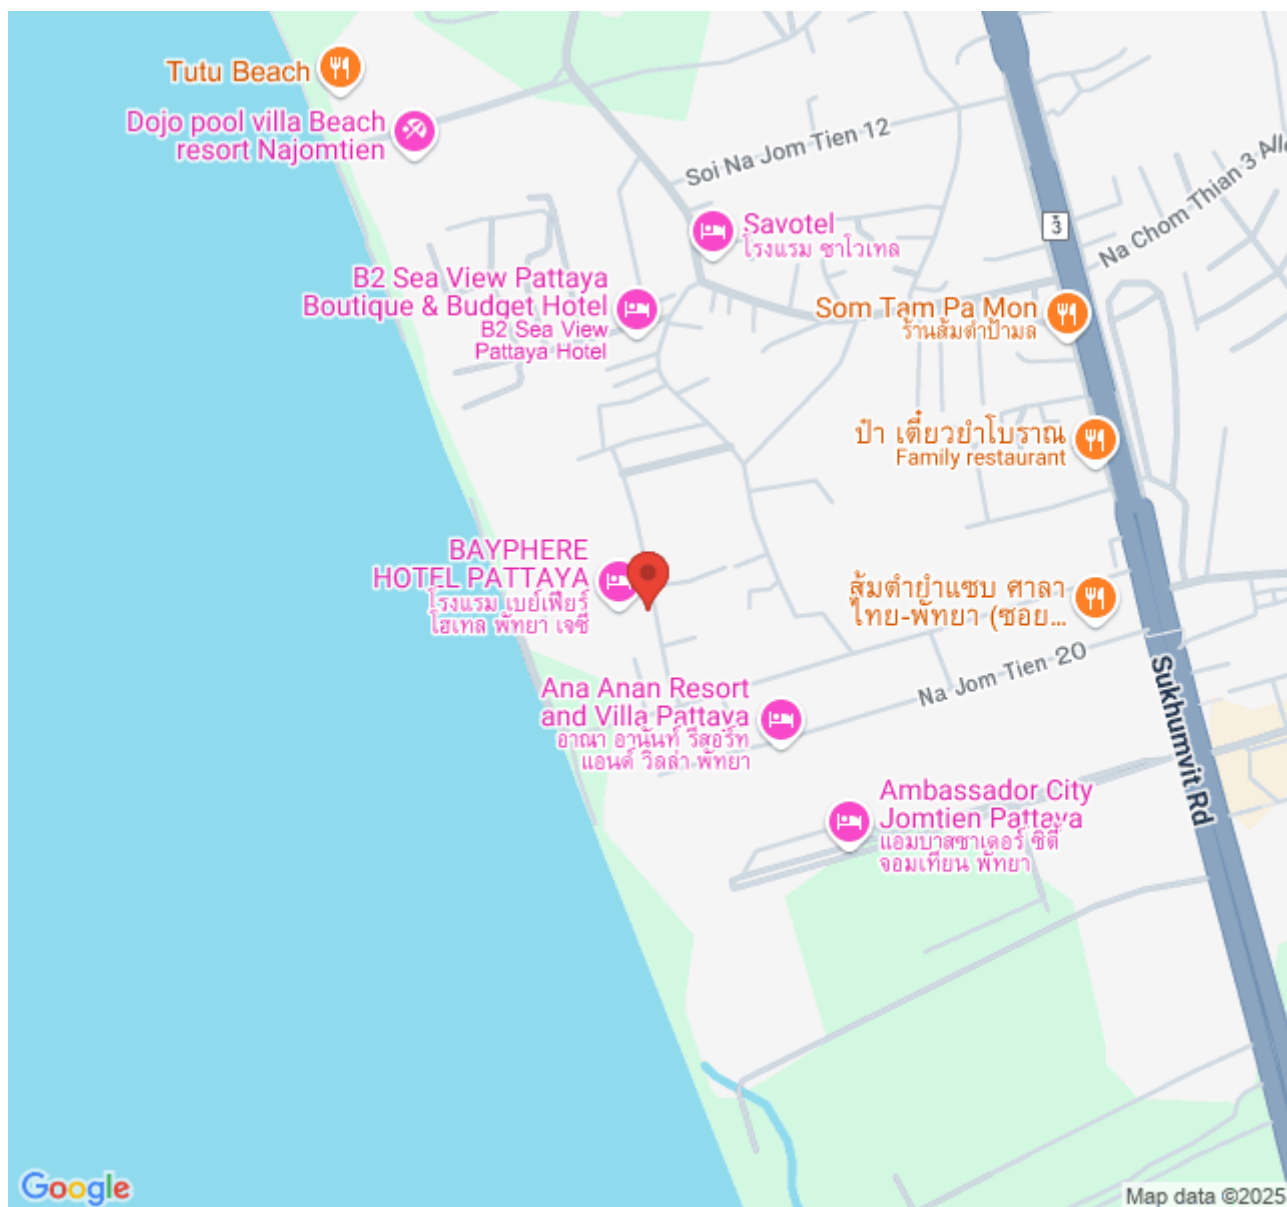 Tutu Beach
Dojo pool villa Beach
resort Najomtien
Soi Na Jom Tien 12
Na Chom Thian 3 Alle
3
Savotel
โรงแรม ซาโวเทล
B2 Sea View Pattaya
Boutique & Budget Hotel
B2 Sea View
Pattaya Hotel
Som Tam Pa Mon
ร้านส้มตำป้ามล
ป๋า เตี๋ยวยำโบราณ
Family restaurant
BAYPHERE
HOTEL PATTAYA
โรงแรม เบย์เฟียร์
โฮเทล พัทยา เจซี
ส้มตำยำแซบ ศาลา
ไทย-พัทยา (ซอย...
Na Jom Tien 20
Sukhumvit Rd
Ana Anan Resort
and Villa Pattaya
อาณา อานันท์ รีสอร์ท
แอนด์ วิลล่า พัทยา
Ambassador City
Jomtien Pattaya
แอมบาสซาเดอร์ ซิตี้
จอมเทียน พัทยา
Google
Map data ©2025